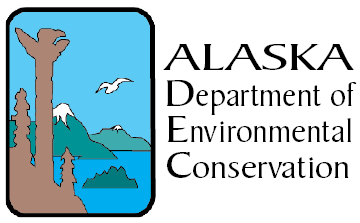 ALASKA
Department of
Environmental
Conservation